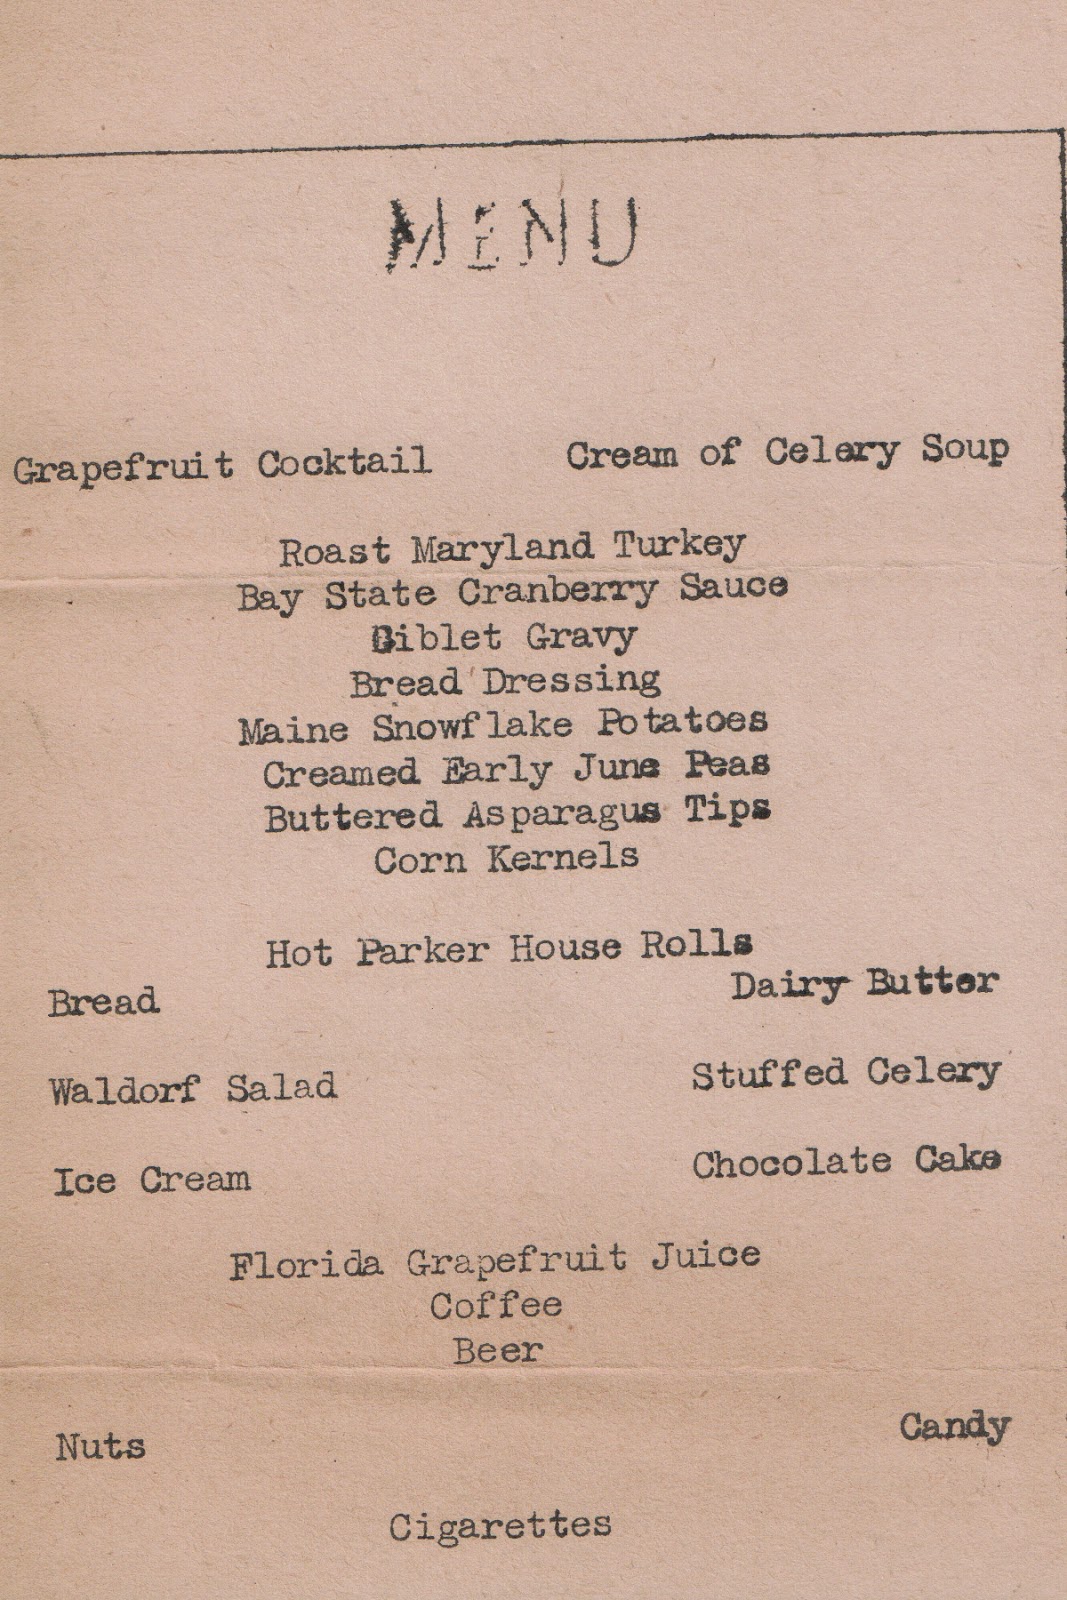 MENU
Grapefruit Cocktail Cream of Celery Soup
Roast Maryland Turkey
Bay State Cranberry Sauce
Giblet Gravy
Bread Dressing
Maine Snowflake Potatoes
Creamed Early June Peas
Buttered Asparagus Tips
Corn Kernels
Hot Parker House Rolls
Bread Dairy Butter
Waldorf Salad Stuffed Celery
Ice Cream Chocolate Cake
Florida Grapefruit Juice
Coffee
Beer
Nuts Candy
Cigarettes